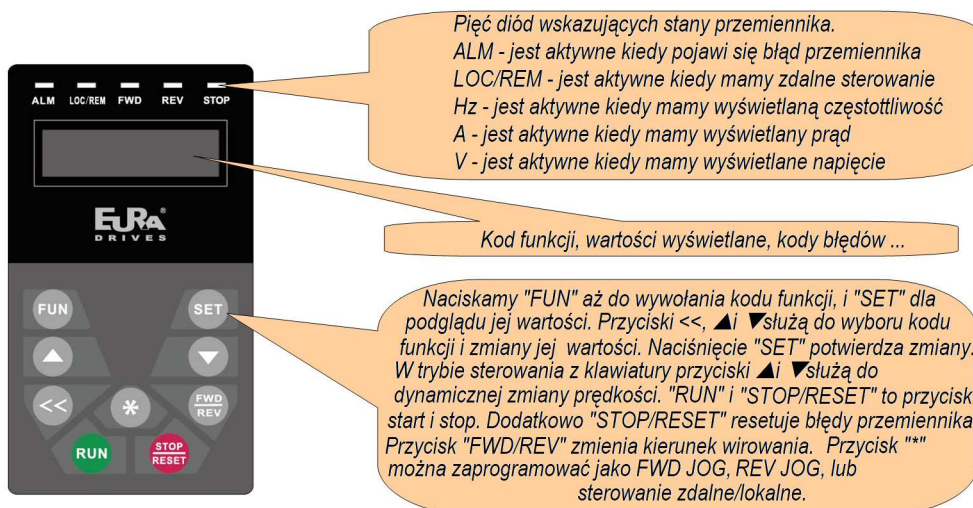 Pięć diód wskazujących stany przemiennika.
ALM - jest aktywne kiedy pojawi się błąd przemiennika
LOC/REM - jest aktywne kiedy mamy zdalne sterowanie
Hz - jest aktywne kiedy mamy wyświetlaną częstottliwość
A - jest aktywne kiedy mamy wyświetlany prąd
V - jest aktywne kiedy mamy wyświetlane napięcie
ALM LOC/REM FWD REV STOP
EURA®
DRIVES
Kod funkcji, wartości wyświetlane, kody błędów ...
FUN
SET
<<
*
FWD
REV
RUN
STOP
RESET
Naciskamy "FUN" aż do wywołania kodu funkcji, i "SET" dla
podglądu jej wartości. Przyciski <<, ▲i ▼służą do wyboru kodu
funkcji i zmiany jej wartości. Naciśnięcie "SET" potwierdza zmiany.
W trybie sterowania z klawiatury przyciski ▲i ▼służą do
dynamicznej zmiany prędkości. "RUN" i "STOP/RESET" to przycisk
start i stop. Dodatkowo "STOP/RESET" resetuje błędy przemiennika
Przycisk "FWD/REV" zmienia kierunek wirowania. Przycisk "*"
można zaprogramować jako FWD JOG, REV JOG, lub
sterowanie zdalne/lokalne.